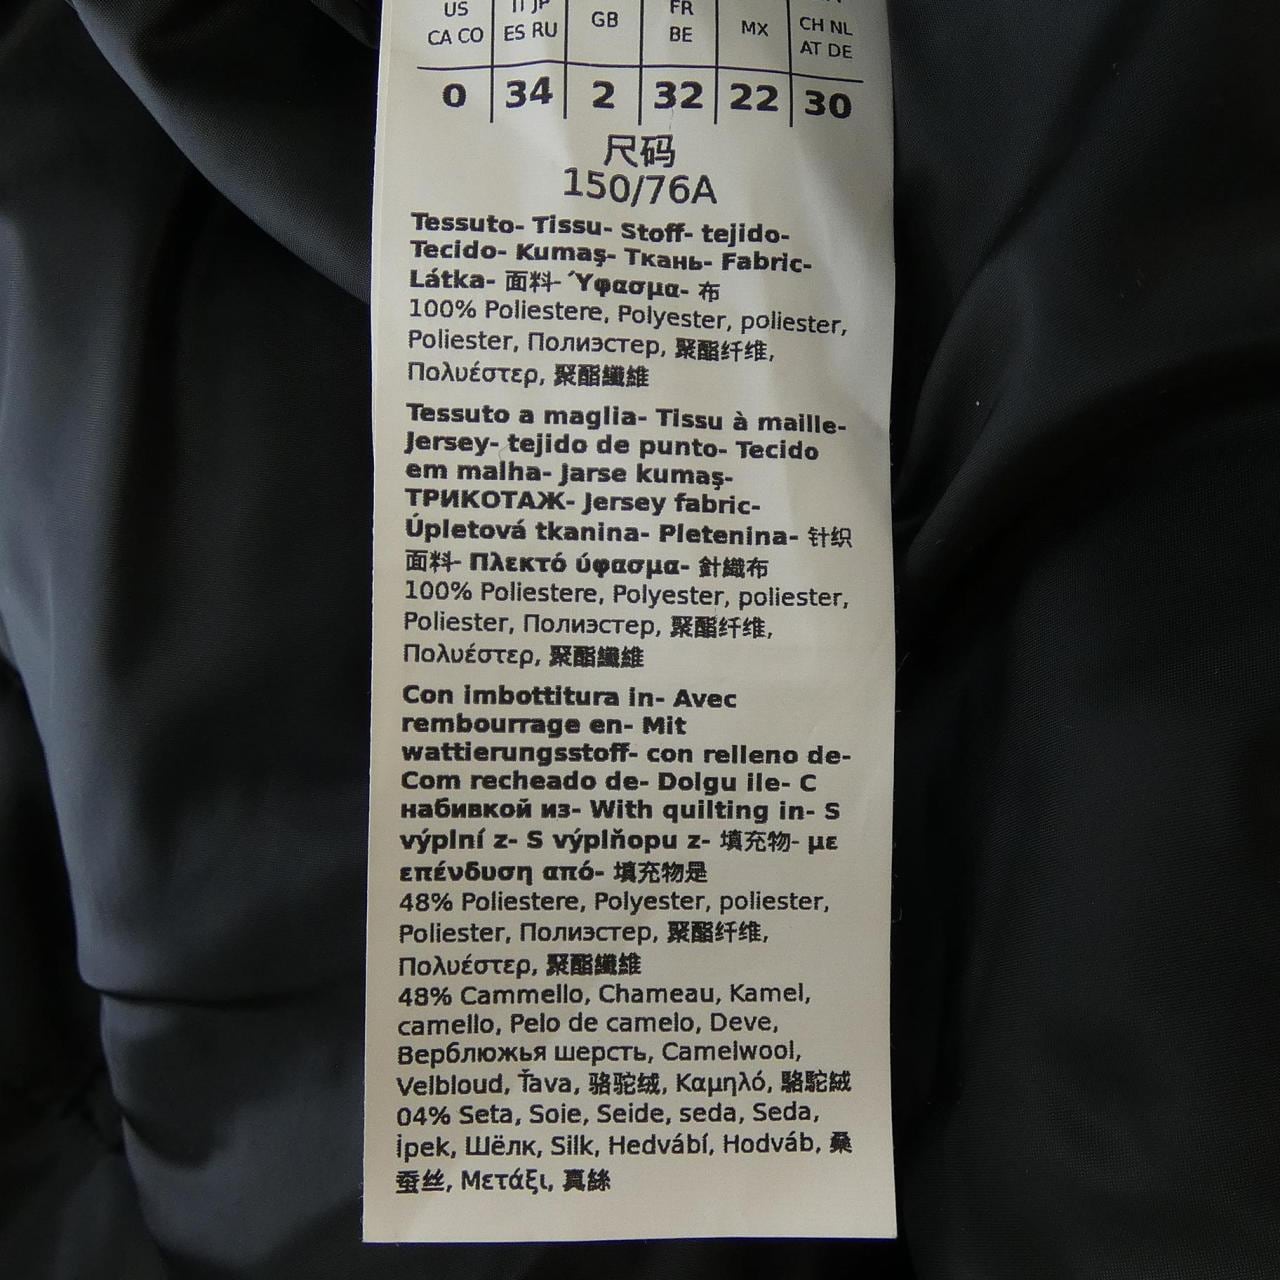 US IT JP GB FR MX
CA CO ES RU BE CH NL
AT DE
0 34 2 32 22 30
尺码
150/76A
Tessuto- Tissu- Stoff- tejido-
Tecido- Kumaş- Ткань- Fabric-
Látka- 面料- Ύφασμα- 布
100% Poliestere, Polyester, poliester,
Poliester, Полиэстер, 聚酯纤维,
Πολυέστερ, 聚酯纖維
Tessuto a maglia- Tissu à maille-
Jersey- tejido de punto- Tecido
em malha- Jarse kumaş-
ТРИКОТАЖ- Jersey fabric-
Úpletová tkanina- Pletenina- 针织
面料- Πλεκτό ύφασμα- 針織布
100% Poliestere, Polyester, poliester,
Poliester, Полиэстер, 聚酯纤维,
Πολυέστερ, 聚酯纖維
Con imbottitura in- Avec
rembourrage en- Mit
wattierungsstoff- con relleno de-
Com recheado de- Dolgu ile- C
набивкой из- With quilting in- S
výplní z- S výplňopu z- 填充物- με
επένδυση από- 填充物是
48% Poliestere, Polyester, poliester,
Poliester, Полиэстер, 聚酯纤维,
Πολυέστερ, 聚酯纖維
48% Cammello, Chameau, Kamel,
camello, Pelo de camelo, Deve,
Верблюжья шерсть, Camelwool,
Velbloud, Ťava, 骆驼绒, Καμηλό, 駱駝絨
04% Seta, Soie, Seide, seda, Seda,
İpek, Шёлк, Silk, Hedvábí, Hodváb, 桑
蚕丝, Μετάξι, 真絲